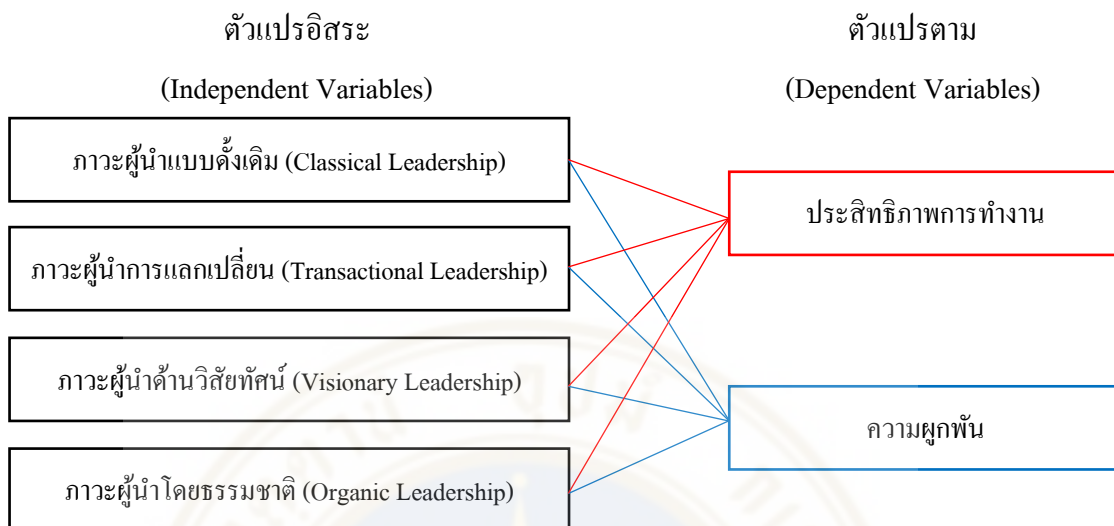 ตัวแปรอิสระ
(Independent Variables)
ภาวะผู้นำแบบดั้งเดิม (Classical Leadership)
ภาวะผู้นำการแลกเปลี่ยน (Transactional Leadership)
ภาวะผู้นำด้านวิสัยทัศน์ (Visionary Leadership)
ภาวะผู้นำโดยธรรมชาติ (Organic Leadership)
ตัวแปรตาม
(Dependent Variables)
ประสิทธิภาพการทำงาน
ความผูกพัน